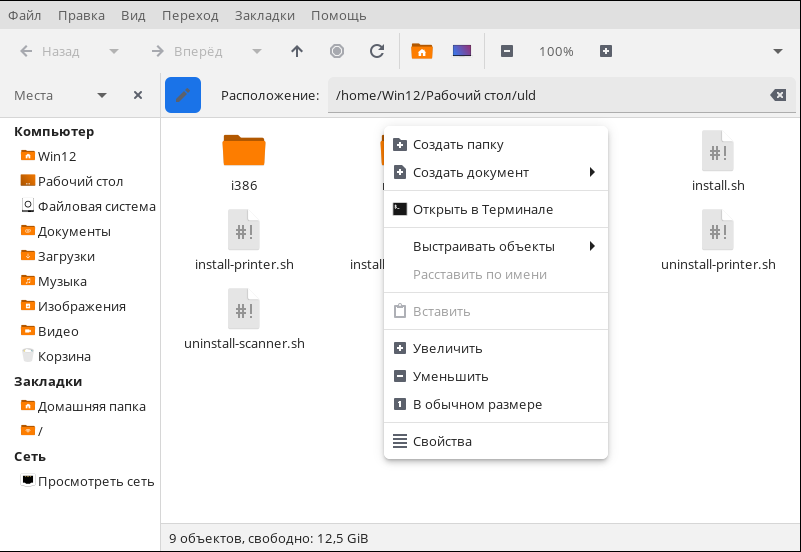 Файл Правка Вид Переход Закладки Помощь
Назад Вперёд 100%
Места Расположение: /home/Win12/Рабочий стол/uld
Компьютер
Win12
Рабочий стол
Файловая система
Документы
Загрузки
Музыка
Изображения
Видео
Корзина
Закладки
Домашняя папка
/
Сеть
Просмотреть сеть
i386
install.sh
install-printer.sh
install
uninstall-printer.sh
uninstall-scanner.sh
Создать папку
Создать документ
Открыть в Терминале
Выстраивать объекты
Расставить по имени
Вставить
Увеличить
Уменьшить
В обычном размере
Свойства
9 объектов, свободно: 12,5 GiB